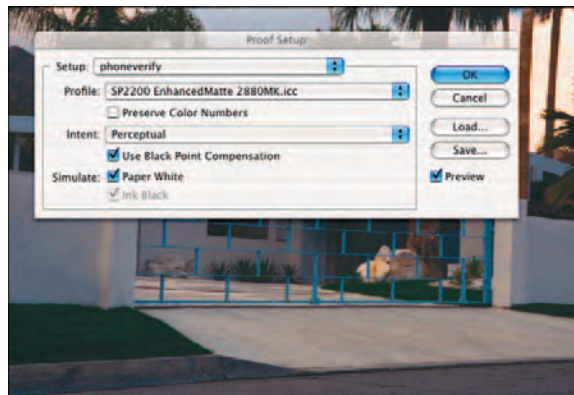 Proof Setup
Setup: phoneverify
Profile: SP2200 EnhancedMatte 2880MK.icc
Preserve Color Numbers
Intent: Perceptual
Use Black Point Compensation
Simulate: Paper White
Ink Black
OK
Cancel
Load...
Save...
Preview